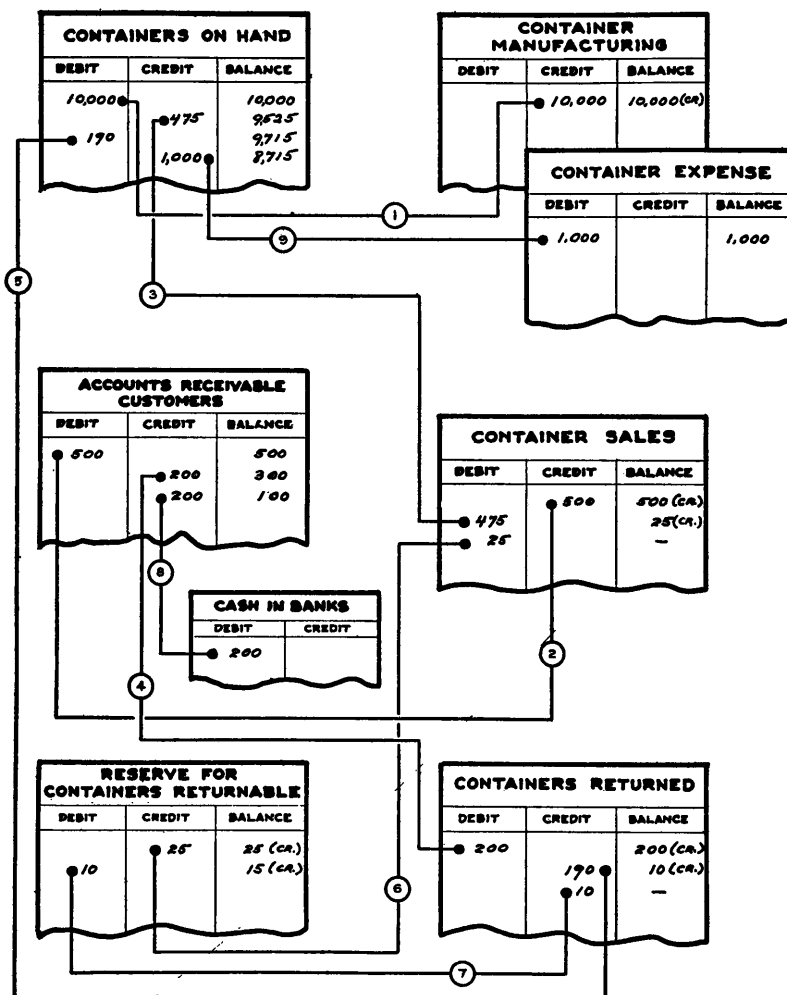 CONTAINERS ON HAND
DEBIT CREDIT BALANCE
10,000 10,000
475 9,525
190 9,715
1,000 8,715
CONTAINER
MANUFACTURING
DEBIT CREDIT BALANCE
10,000 10,000(CR)
CONTAINER EXPENSE
DEBIT CREDIT BALANCE
1,000 1,000
1
9
5
3
ACCOUNTS RECEIVABLE
CUSTOMERS
DEBIT CREDIT BALANCE
500 500
200 300
200 100
CONTAINER SALES
DEBIT CREDIT BALANCE
500 500 (CR.)
475 25 (CR.)
25 —
8
CASH IN BANKS
DEBIT CREDIT
200
2
4
RESERVE FOR
CONTAINERS RETURNABLE
DEBIT CREDIT BALANCE
25 25 (CR.)
10 15 (CR.)
CONTAINERS RETURNED
DEBIT CREDIT BALANCE
200 200 (CR.)
190 10 (CR.)
10 —
6
7